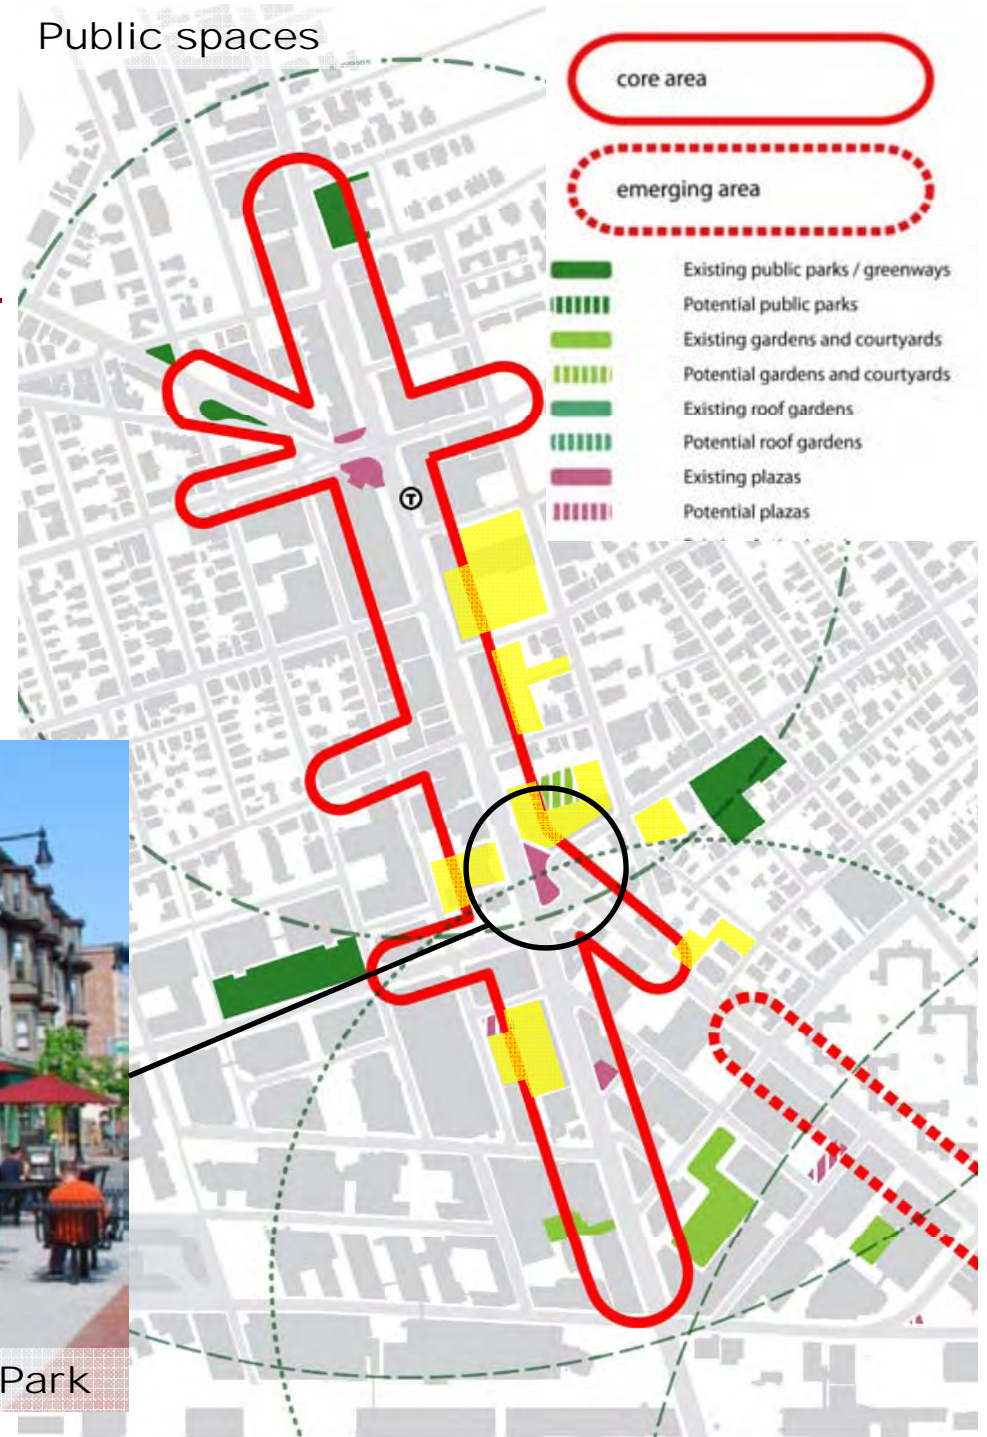 Public spaces
core area
emerging area
Existing public parks / greenways
Potential public parks
Existing gardens and courtyards
Potential gardens and courtyards
Existing roof gardens
Potential roof gardens
Existing plazas
Potential plazas
T
Park